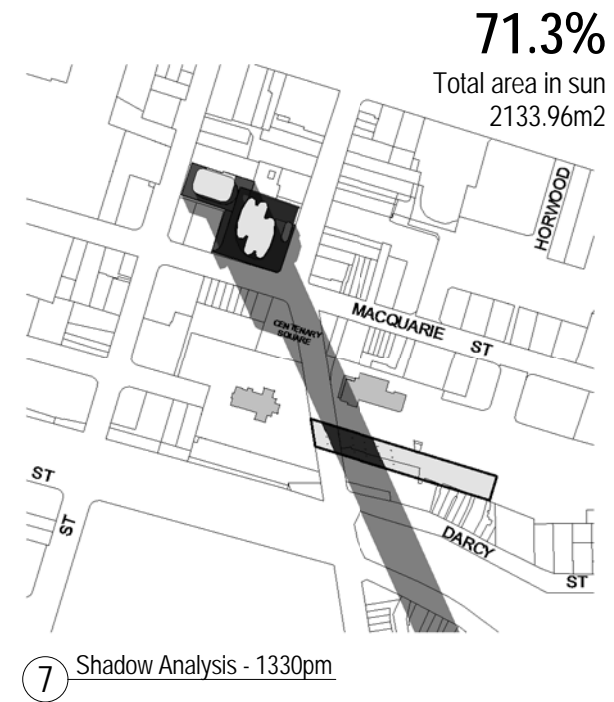 71.3%
Total area in sun
2133.96m2
HORWOOD
MACQUARIE ST
CENTENARY
SQUARE
ST
ST
DARCY
ST
7 Shadow Analysis - 1330pm